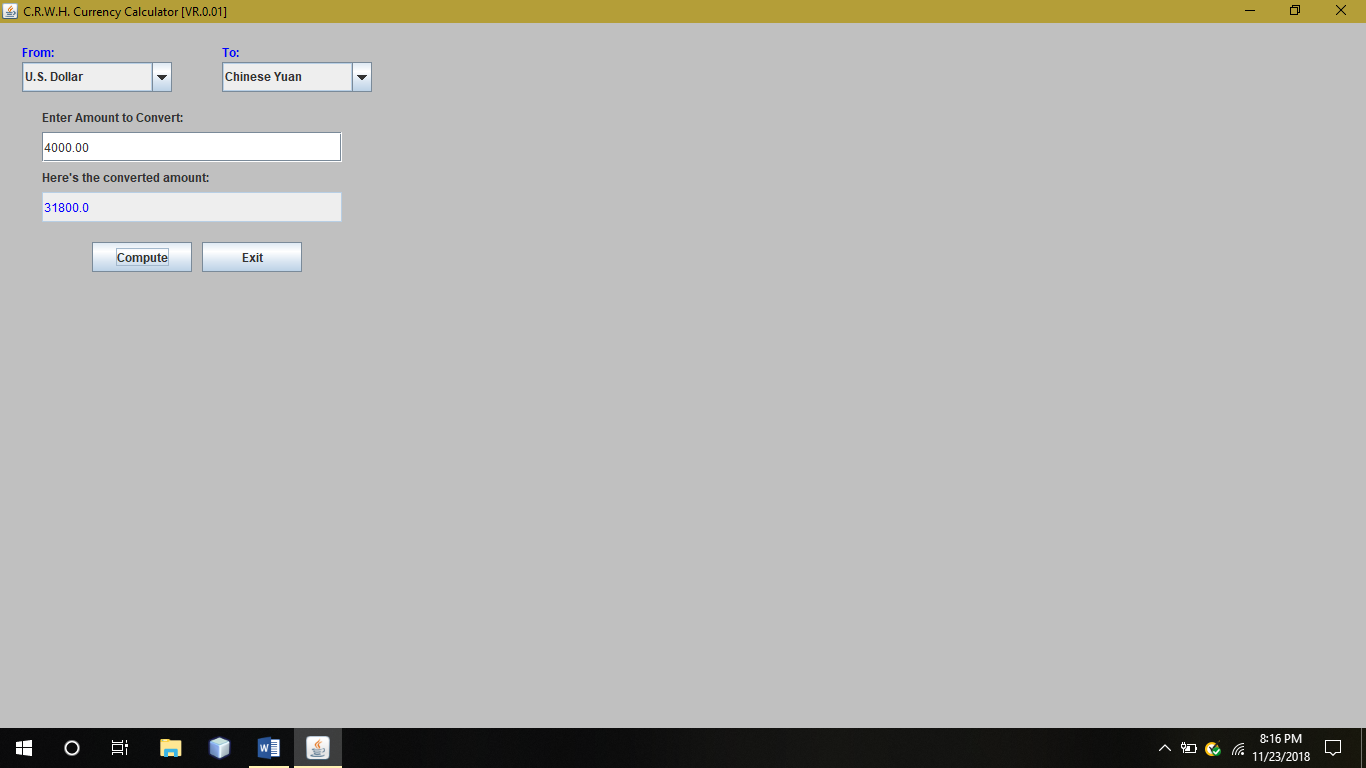 C.R.W.H. Currency Calculator [VR.0.01]
From: To:
U.S. Dollar Chinese Yuan
Enter Amount to Convert:
4000.00
Here's the converted amount:
31800.0
Compute Exit
W
8:16 PM
11/23/2018